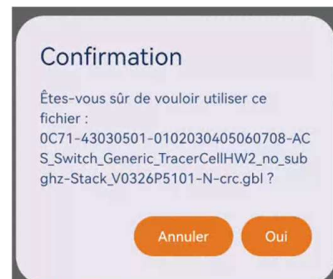 Confirmation
Êtes-vous sûr de vouloir utiliser ce
fichier :
0C71-43030501-0102030405060708-AC
S_Switch_Generic_TracerCellHW2_no_sub
ghz-Stack_V0326P5101-N-crc.gbl ?
Annuler
Oui